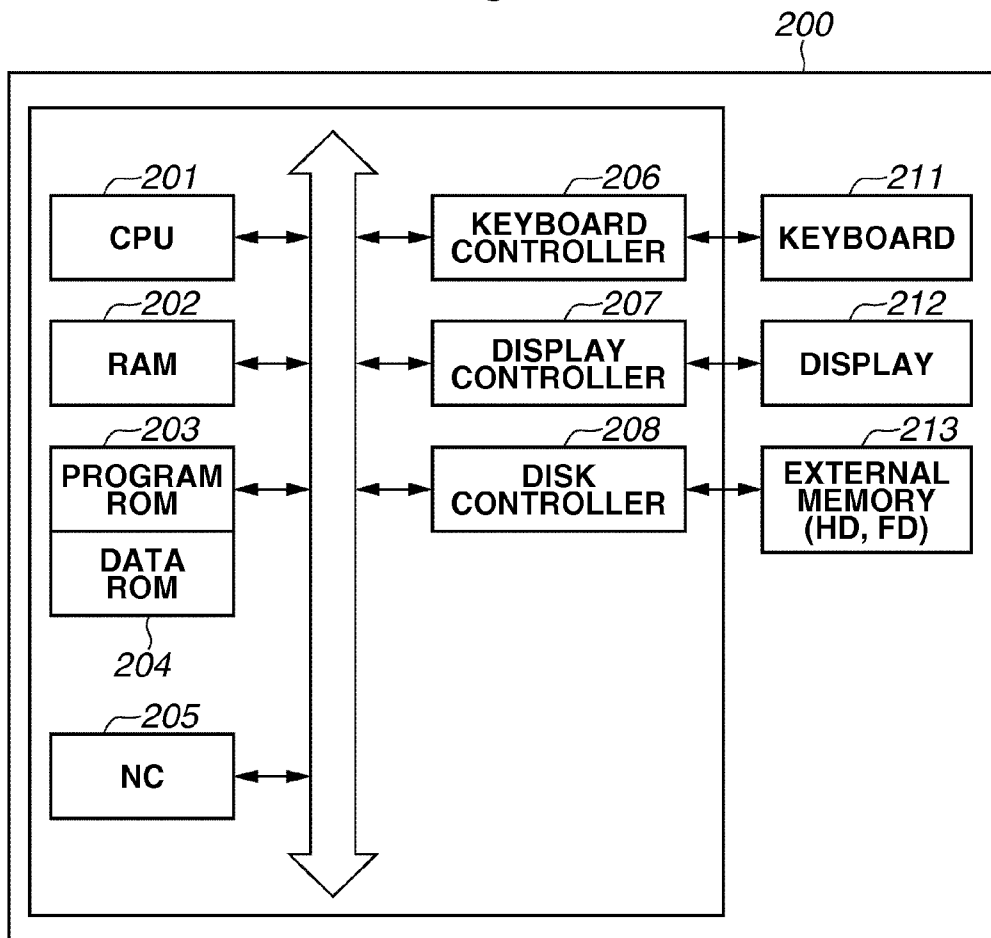 200
201
CPU
202
RAM
203
PROGRAM
ROM
DATA
ROM
204
205
NC
206
KEYBOARD
CONTROLLER
207
DISPLAY
CONTROLLER
208
DISK
CONTROLLER
211
KEYBOARD
212
DISPLAY
213
EXTERNAL
MEMORY
(HD, FD)